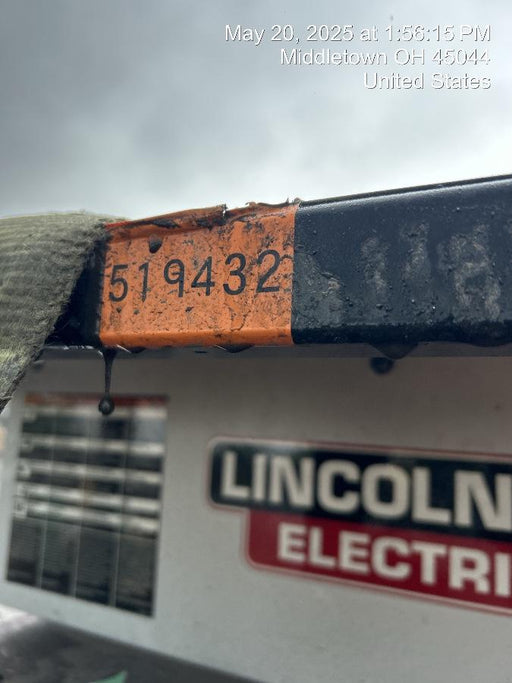 May 20, 2025 at 1:56:15 PM
Middletown OH 45044
United States
519432
LINCOLN
ELECTRI